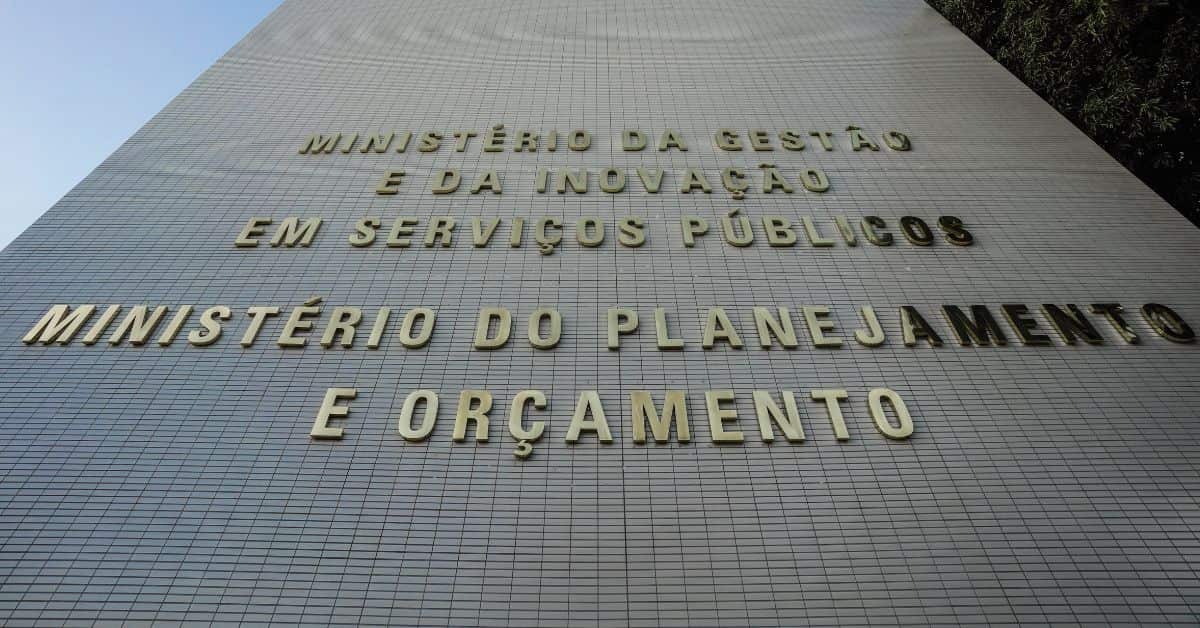 MINISTÉRIO DA GESTÃO
E DA INOVAÇÃO
EM SERVIÇOS PÚBLICOS
MINISTÉRIO DO PLANEJAMENTO
E ORÇAMENTO